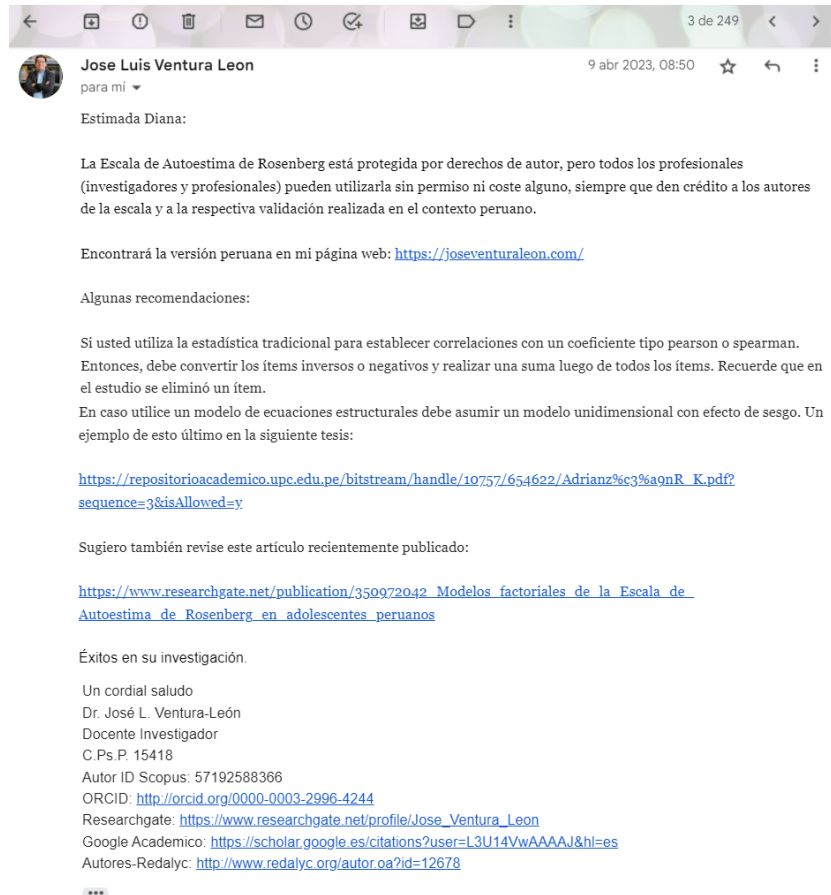 3 de 249
Jose Luis Ventura Leon
9 abr 2023, 08:50
para mí
Estimada Diana:
La Escala de Autoestima de Rosenberg está protegida por derechos de autor, pero todos los profesionales
(investigadores y profesionales) pueden utilizarla sin permiso ni coste alguno, siempre que den crédito a los autores
de la escala y a la respectiva validación realizada en el contexto peruano.
Encontrará la versión peruana en mi página web: https://joseventuraleon.com/
Algunas recomendaciones:
Si usted utiliza la estadística tradicional para establecer correlaciones con un coeficiente tipo pearson o spearman.
Entonces, debe convertir los ítems inversos o negativos y realizar una suma luego de todos los ítems. Recuerde que en
el estudio se eliminó un ítem.
En caso utilice un modelo de ecuaciones estructurales debe asumir un modelo unidimensional con efecto de sesgo. Un
ejemplo de esto último en la siguiente tesis:
https://repositorioacademico.upc.edu.pe/bitstream/handle/10757/654622/Adrianz%c3%a9nR_K.pdf?
sequence=3&isAllowed=y
Sugiero también revise este artículo recientemente publicado:
https://www.researchgate.net/publication/350972042_Modelos_factoriales_de_la_Escala_de_
Autoestima_de_Rosenberg_en_adolescentes_peruanos
Éxitos en su investigación.
Un cordial saludo
Dr. José L. Ventura-León
Docente Investigador
C.Ps.P. 15418
Autor ID Scopus: 57192588366
ORCID: http://orcid.org/0000-0003-2996-4244
Researchgate: https://www.researchgate.net/profile/Jose_Ventura_Leon
Google Academico: https://scholar.google.es/citations?user=L3U14VwAAAAJ&hl=es
Autores-Redalyc: http://www.redalyc.org/autor.oa?id=12678